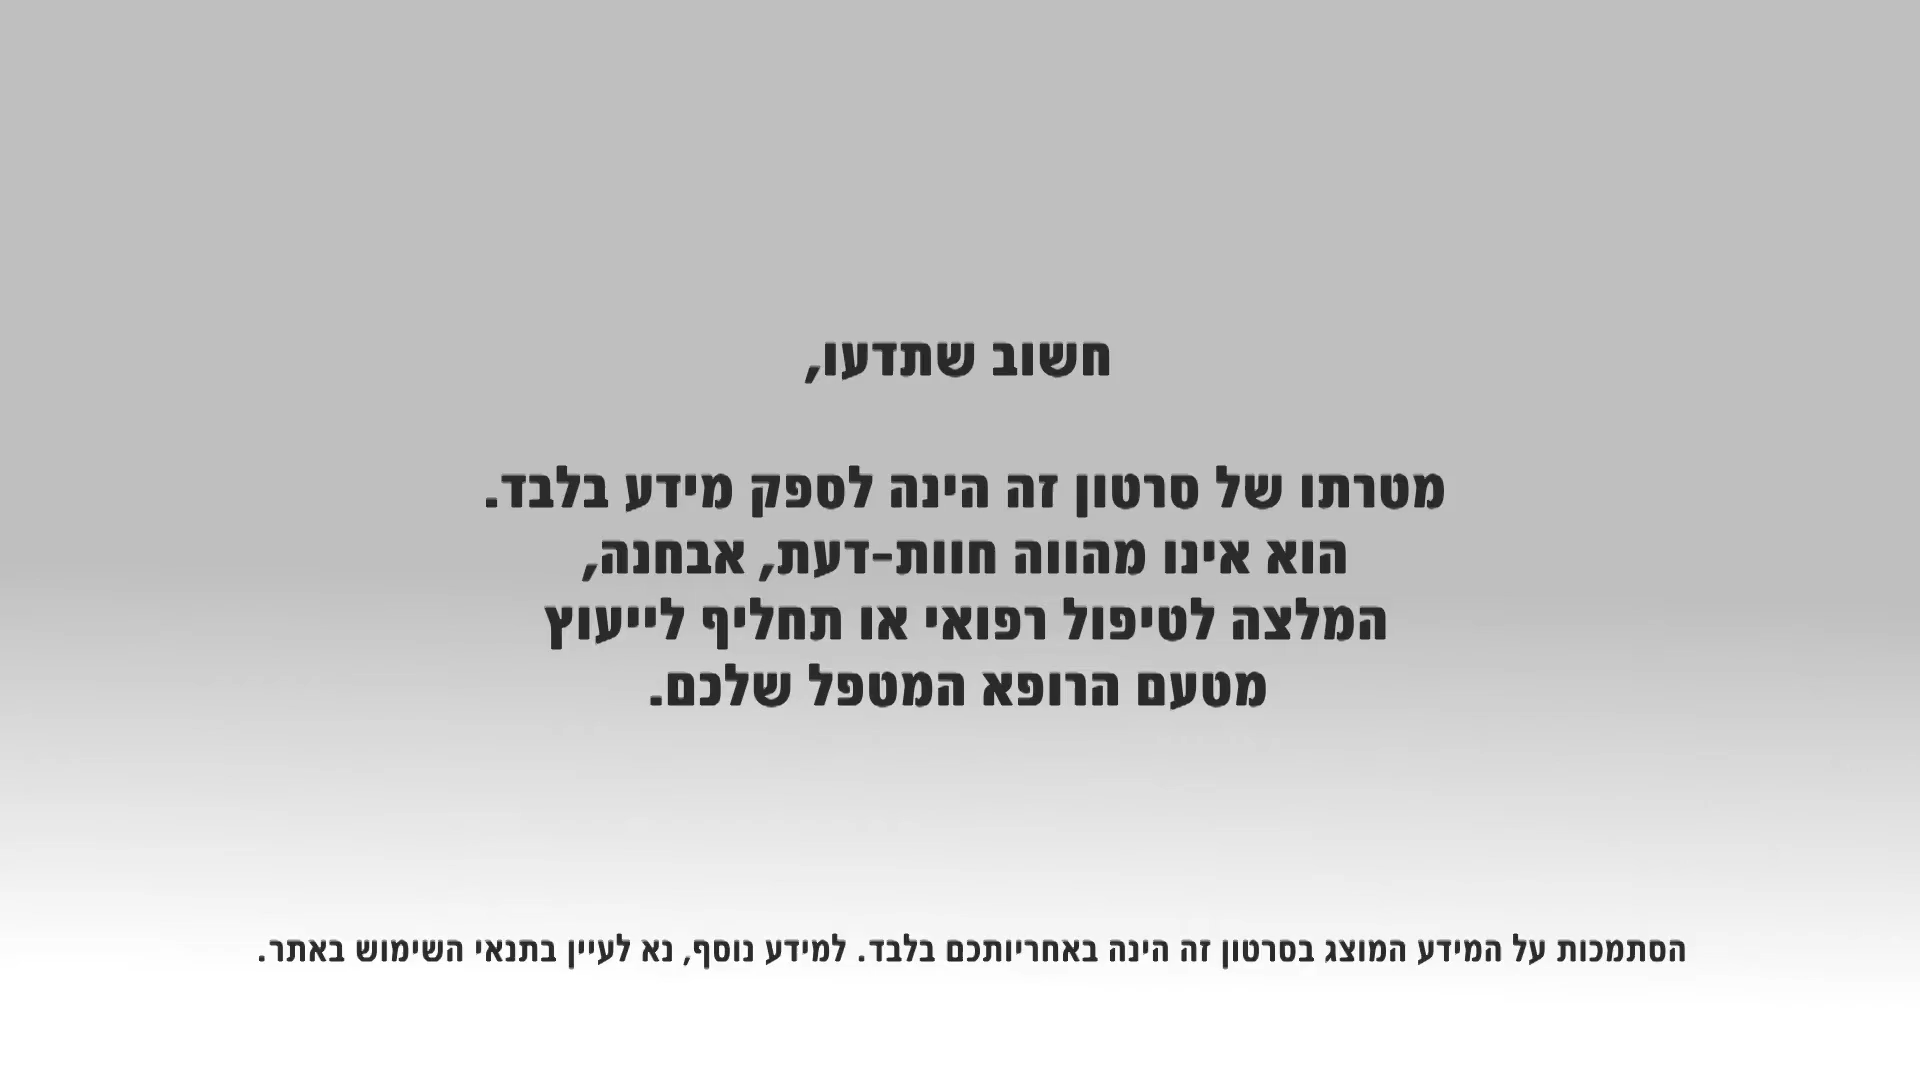 חשוב שתדעו,
מטרתו של סרטון זה הינה לספק מידע בלבד.
הוא אינו מהווה חוות-דעת, אבחנה,
המלצה לטיפול רפואי או תחליף לייעוץ
מטעם הרופא המטפל שלכם.
הסתמכות על המידע המוצג בסרטון זה הינה באחריותכם בלבד. למידע נוסף, נא לעיין בתנאי השימוש באתר.